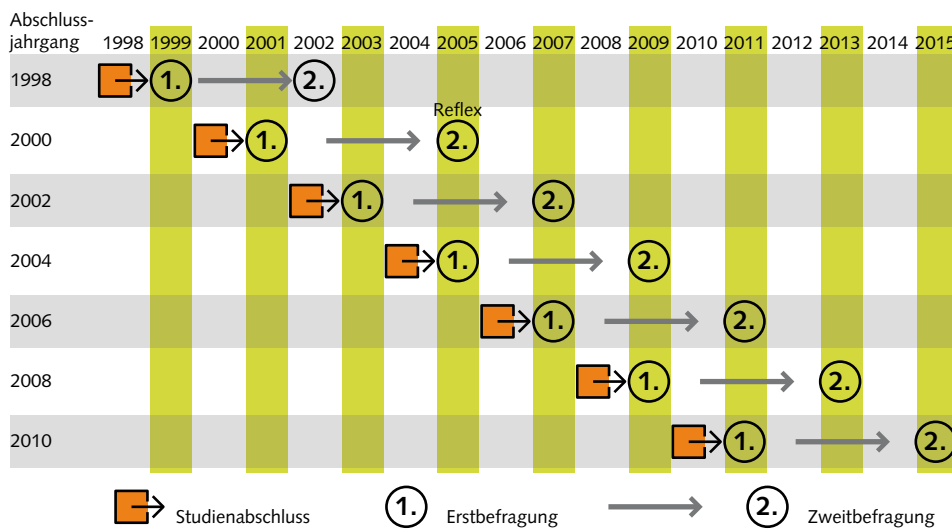 Abschluss-
jahrgang 1998 1999 2000 2001 2002 2003 2004 2005 2006 2007 2008 2009 2010 2011 2012 2013 2014 2015
1998 1. 2.
Reflex
2000 1. 2.
2002 1. 2.
2004 1. 2.
2006 1. 2.
2008 1. 2.
2010 1. 2.
Studienabschluss 1. Erstbefragung 2. Zweitbefragung